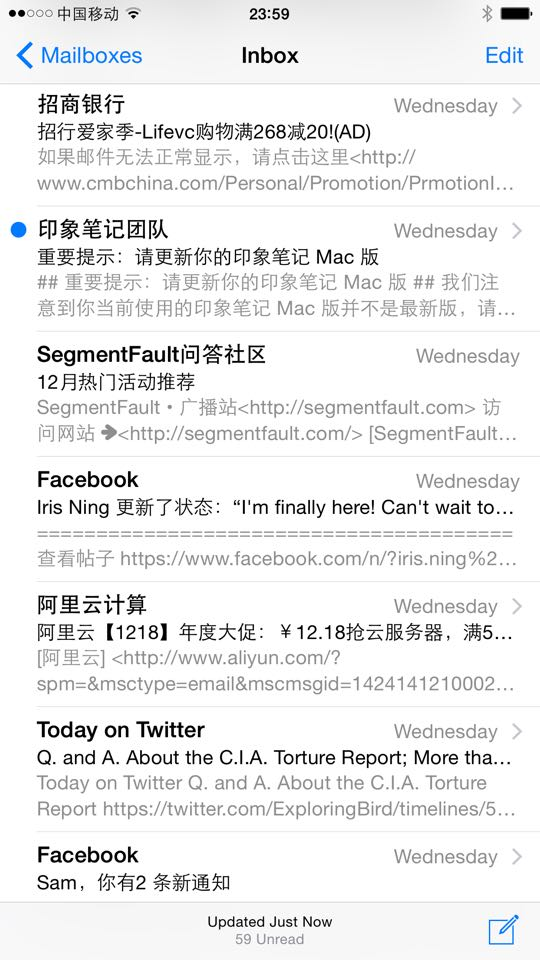 中国移动 23:59
Mailboxes Inbox Edit
招商银行 Wednesday
招行爱家季-Lifevc购物满268减20!(AD)
如果邮件无法正常显示，请点击这里<http://
www.cmbchina.com/Personal/Promotion/PrmotionI...
印象笔记团队 Wednesday
重要提示：请更新你的印象笔记 Mac 版
## 重要提示：请更新你的印象笔记 Mac 版 ## 我们注
意到你当前使用的印象笔记 Mac 版并不是最新版，请...
SegmentFault问答社区 Wednesday
12月热门活动推荐
SegmentFault • 广播站<http://segmentfault.com> 访
问网站 ➔<http://segmentfault.com/> [SegmentFault...
Facebook Wednesday
Iris Ning 更新了状态：“I'm finally here! Can't wait to...
========================================
查看帖子 https://www.facebook.com/n/?iris.ning%2...
阿里云计算 Wednesday
阿里云【1218】年度大促：￥12.18抢云服务器，满5...
[阿里云] <http://www.aliyun.com/?
spm=&msctype=email&mscmsgid=1424141210002...
Today on Twitter Wednesday
Q. and A. About the C.I.A. Torture Report; More tha...
Today on Twitter Q. and A. About the C.I.A. Torture
Report https://twitter.com/ExploringBird/timelines/5...
Facebook Wednesday
Sam，你有2 条新通知
Updated Just Now
59 Unread